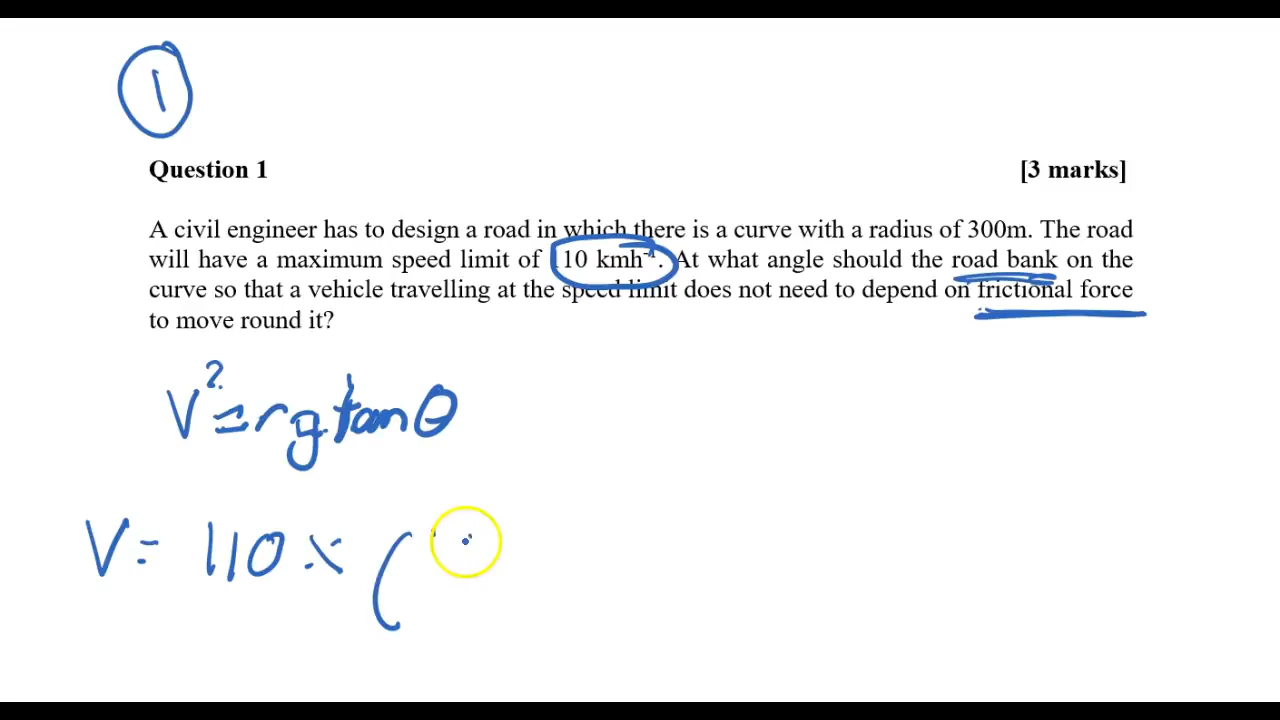 1
Question 1 [3 marks]
A civil engineer has to design a road in which there is a curve with a radius of 300m. The road
will have a maximum speed limit of 110 kmh⁻¹. At what angle should the road bank on the
curve so that a vehicle travelling at the speed limit does not need to depend on frictional force
to move round it?
V² = rg tan θ
V = 110 × (